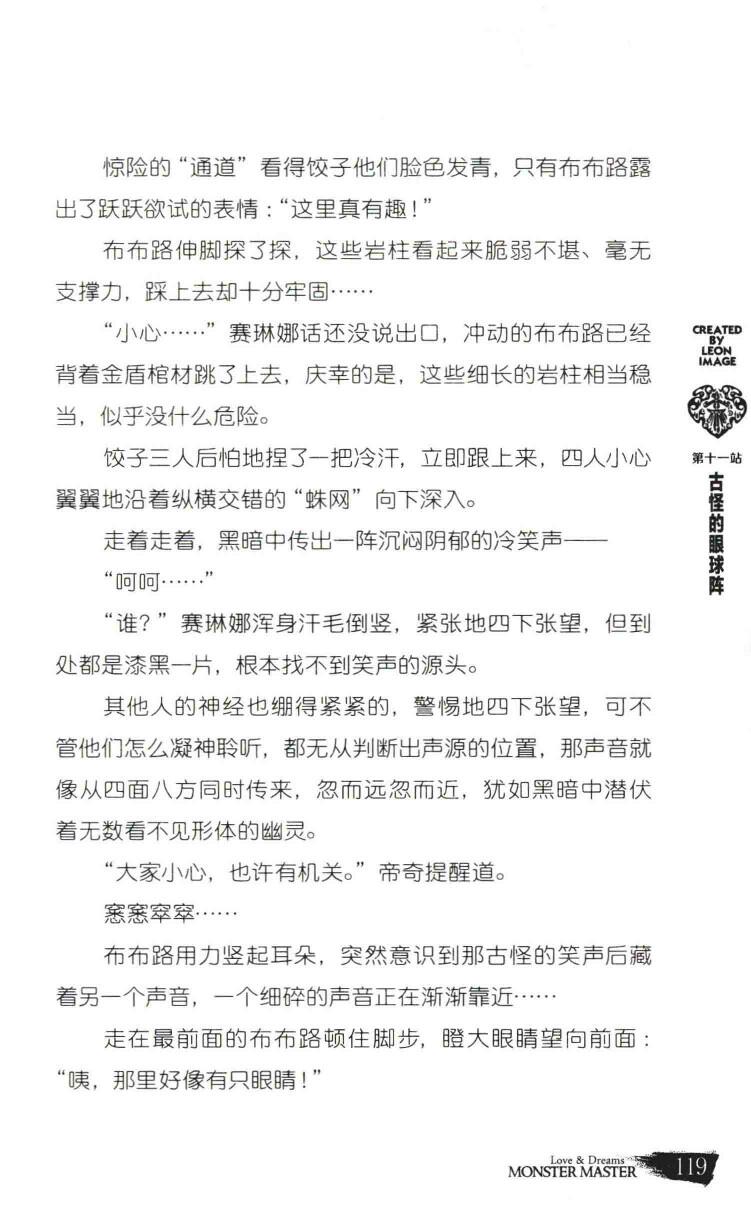 惊险的“通道”看得饺子他们脸色发青，只有布布路露
出了跃跃欲试的表情：“这里真有趣！”
布布路伸脚探了探，这些岩柱看起来脆弱不堪、毫无
支撑力，踩上去却十分牢固……
“小心……”赛琳娜话还没说出口，冲动的布布路已经
背着金盾棺材跳了上去，庆幸的是，这些细长的岩柱相当稳
当，似乎没什么危险。
饺子三人后怕地捏了一把冷汗，立即跟上来，四人小心
翼翼地沿着纵横交错的“蛛网”向下深入。
走着走着，黑暗中传出一阵沉闷阴郁的冷笑声——
“呵呵……”
“谁？”赛琳娜浑身汗毛倒竖，紧张地四下张望，但到
处都是漆黑一片，根本找不到笑声的源头。
其他人的神经也绷得紧紧的，警惕地四下张望，可不
管他们怎么凝神聆听，都无从判断出声源的位置，那声音就
像从四面八方同时传来，忽而远忽而近，犹如黑暗中潜伏
着无数看不见形体的幽灵。
“大家小心，也许有机关。”帝奇提醒道。
窸窸窣窣……
布布路用力竖起耳朵，突然意识到那古怪的笑声后藏
着另一个声音，一个细碎的声音正在渐渐靠近……
走在最前面的布布路顿住脚步，瞪大眼睛望向前面：
“咦，那里好像有只眼睛！”
CREATED
BY
LEON
IMAGE
第十一站
古怪的眼球阵
Love & Dreams
MONSTER MASTER
119